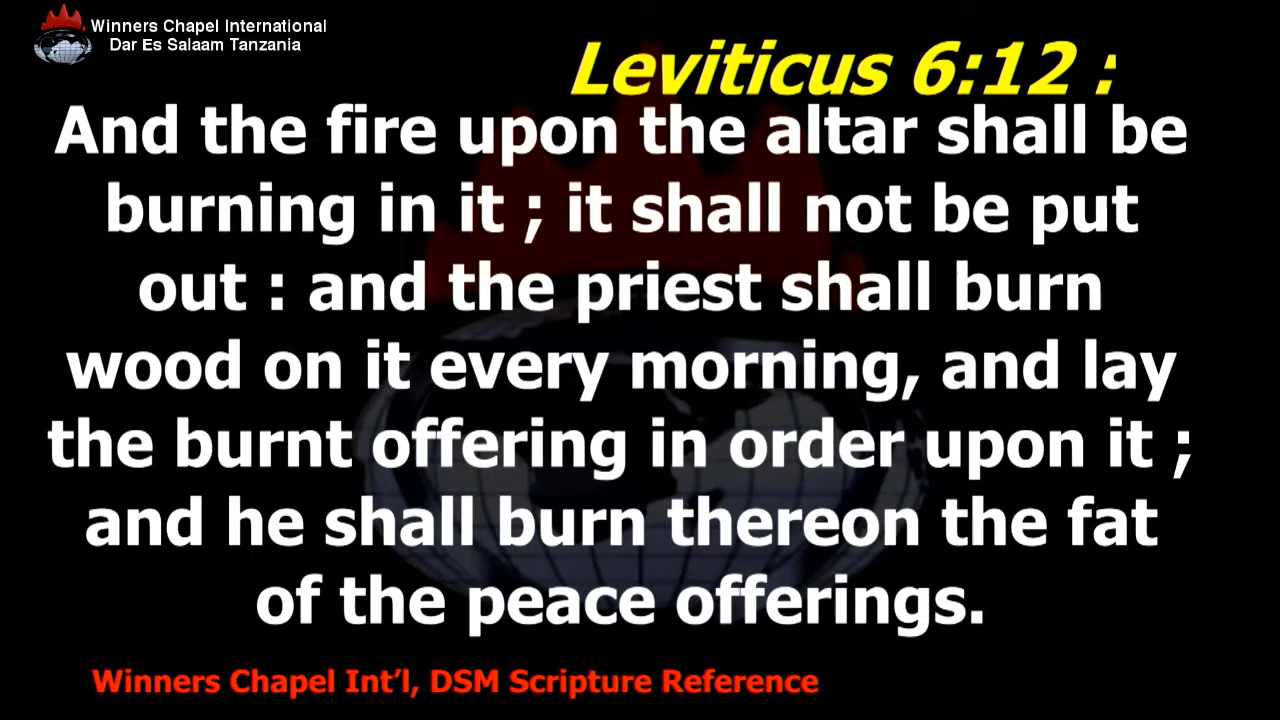 Winners Chapel International
Dar Es Salaam Tanzania
Leviticus 6:12 :
And the fire upon the altar shall be
burning in it ; it shall not be put
out : and the priest shall burn
wood on it every morning, and lay
the burnt offering in order upon it ;
and he shall burn thereon the fat
of the peace offerings.
Winners Chapel Int’l, DSM Scripture Reference